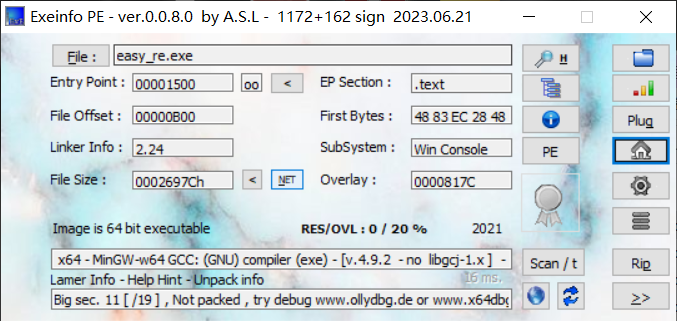 Exeinfo PE - ver.0.0.8.0 by A.S.L - 1172+162 sign 2023.06.21
File : easy_re.exe H
Entry Point : 00001500 oo < EP Section : .text
File Offset : 00000B00 First Bytes : 48 83 EC 28 48 Plug
Linker Info : 2.24 SubSystem : Win Console PE
File Size : 0002697Ch < NET Overlay : 0000817C
Image is 64 bit executable RES/OVL : 0 / 20 % 2021
x64 - MinGW-w64 GCC: (GNU) compiler (exe) - [v.4.9.2 - no libgcj-1.x ] - Scan / t Rip
Lamer Info - Help Hint - Unpack info 16 ms.
Big sec. 11 [ /19 ] , Not packed , try debug www.ollydbg.de or www.x64dbg >>